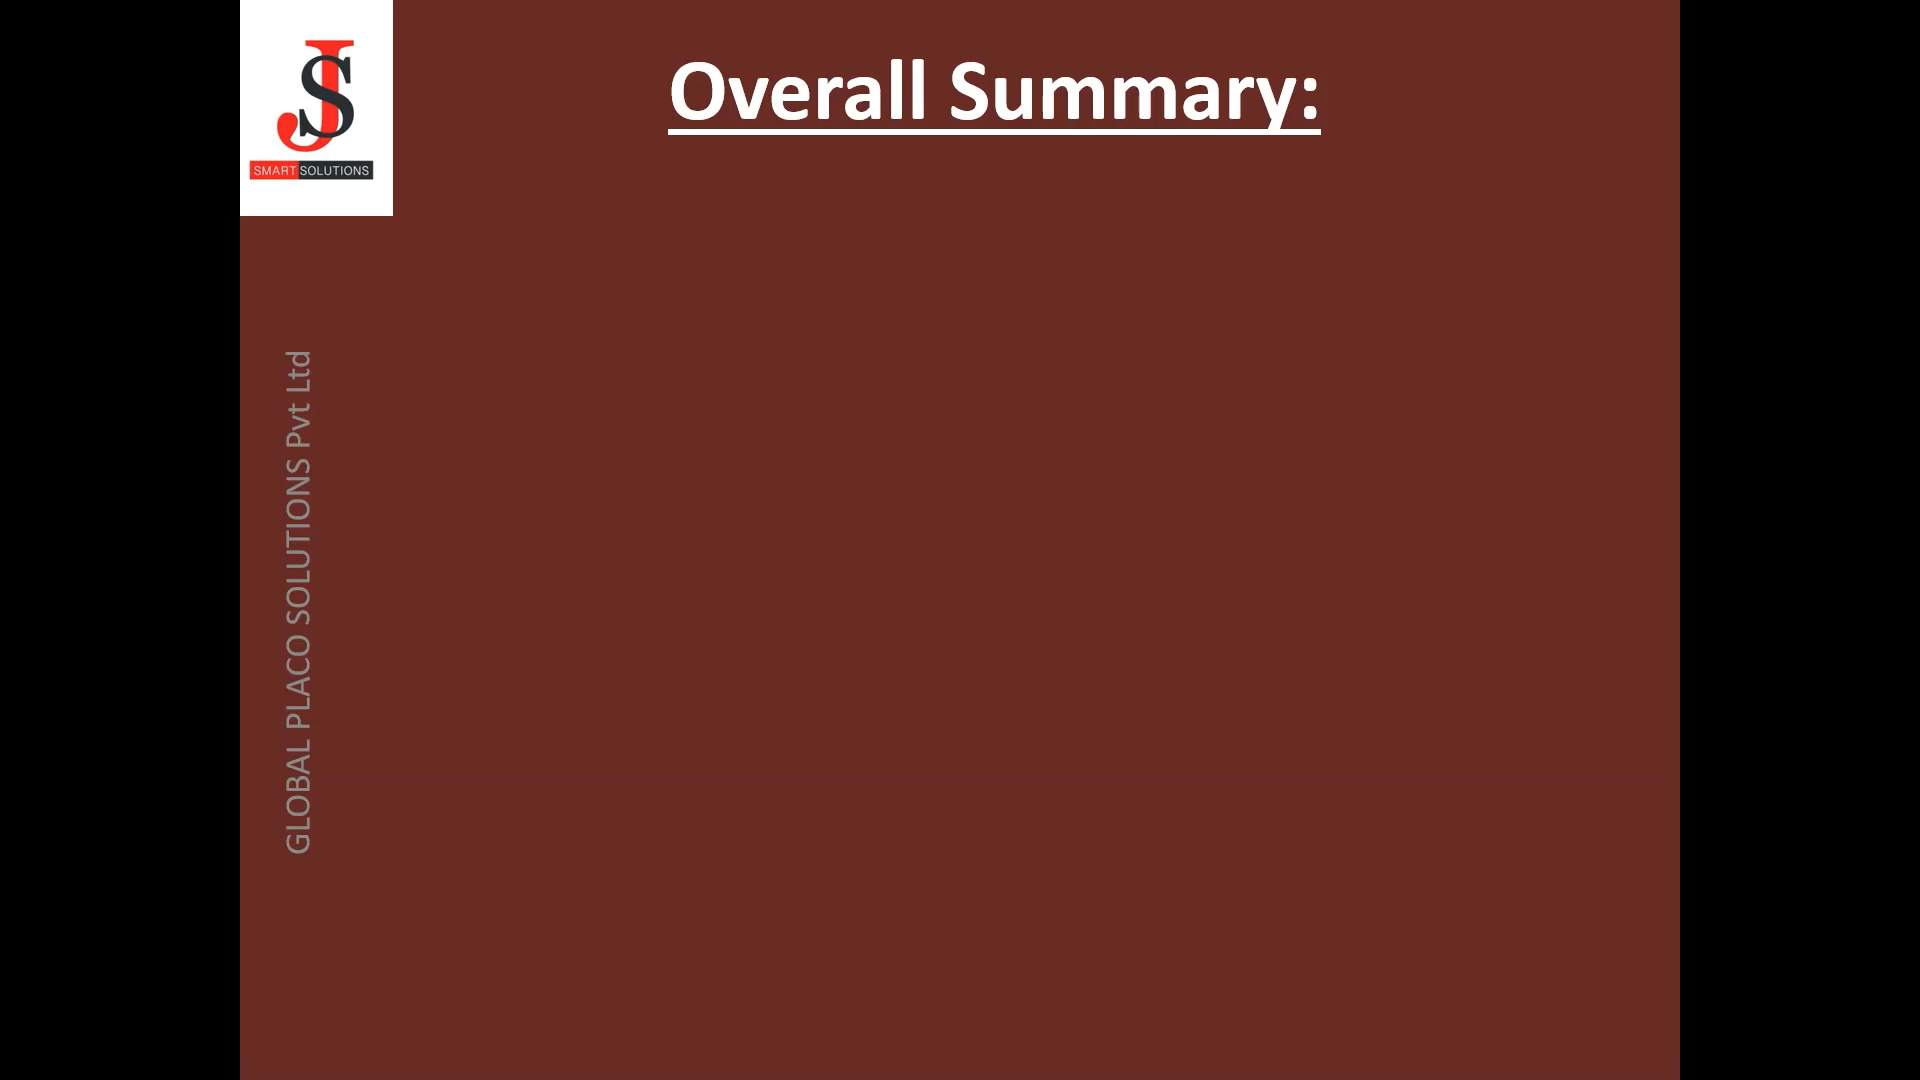 JS
SMART SOLUTIONS
Overall Summary:
GLOBAL PLACO SOLUTIONS Pvt Ltd